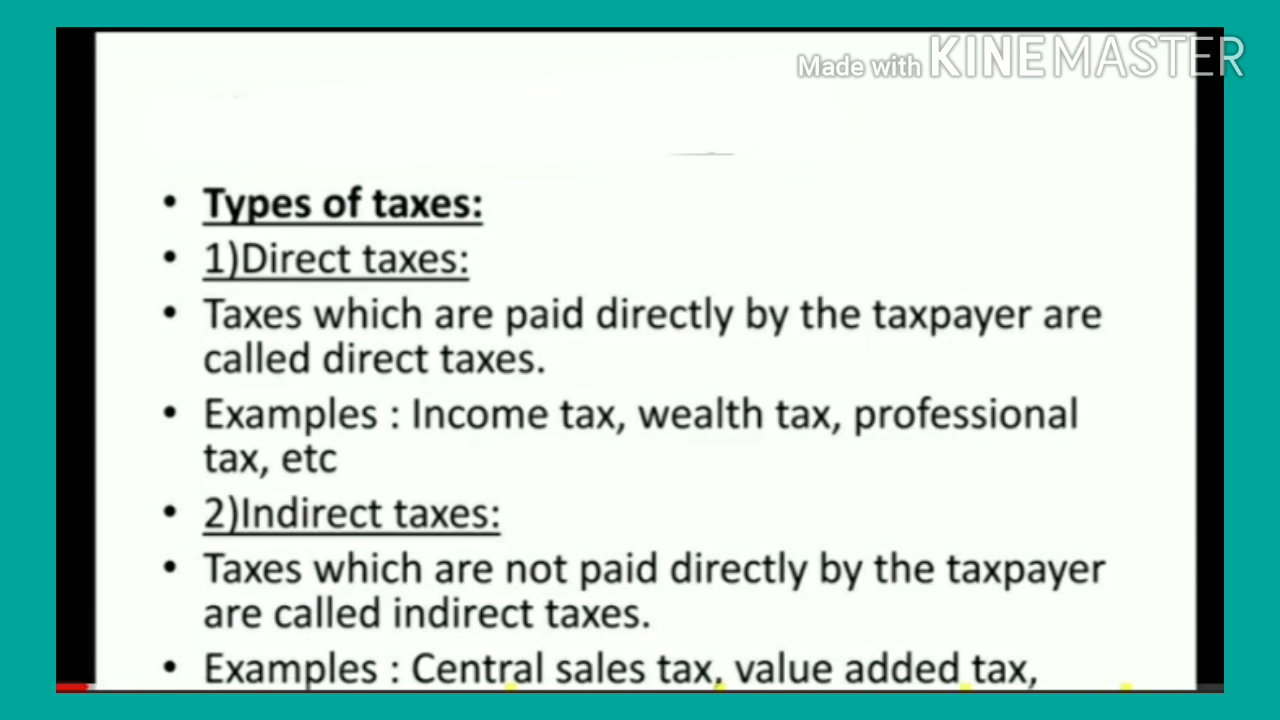 Made with KINEMASTER
• Types of taxes:
• 1)Direct taxes:
• Taxes which are paid directly by the taxpayer are
called direct taxes.
• Examples : Income tax, wealth tax, professional
tax, etc
• 2)Indirect taxes:
• Taxes which are not paid directly by the taxpayer
are called indirect taxes.
• Examples : Central sales tax, value added tax,